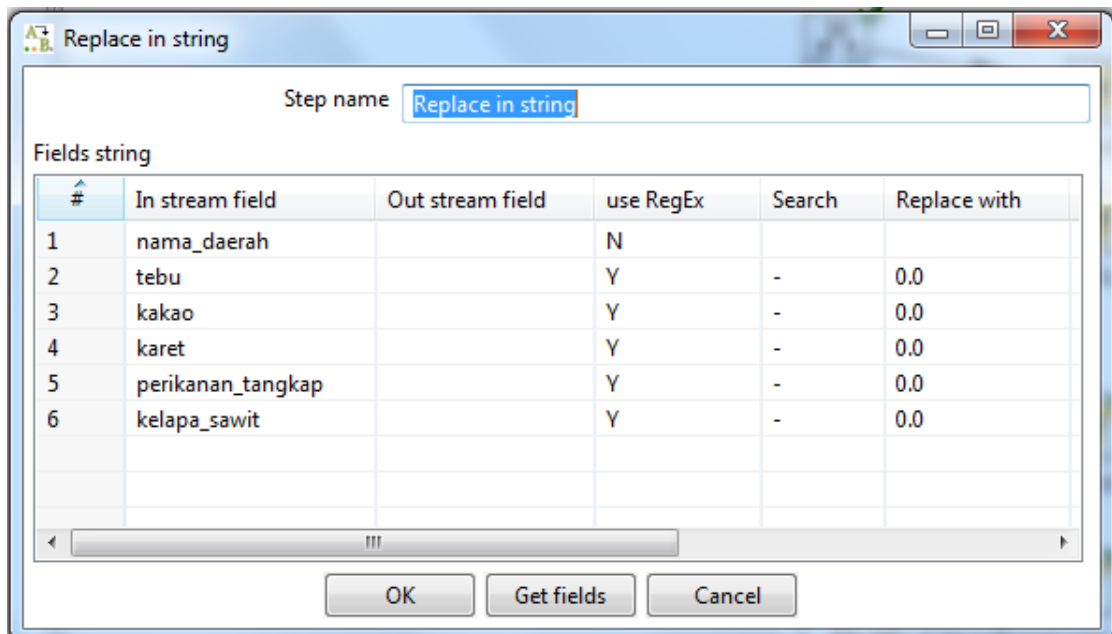 Replace in string
Step name Replace in string
Fields string
# In stream field Out stream field use RegEx Search Replace with
1 nama_daerah N
2 tebu Y - 0.0
3 kakao Y - 0.0
4 karet Y - 0.0
5 perikanan_tangkap Y - 0.0
6 kelapa_sawit Y - 0.0
OK Get fields Cancel